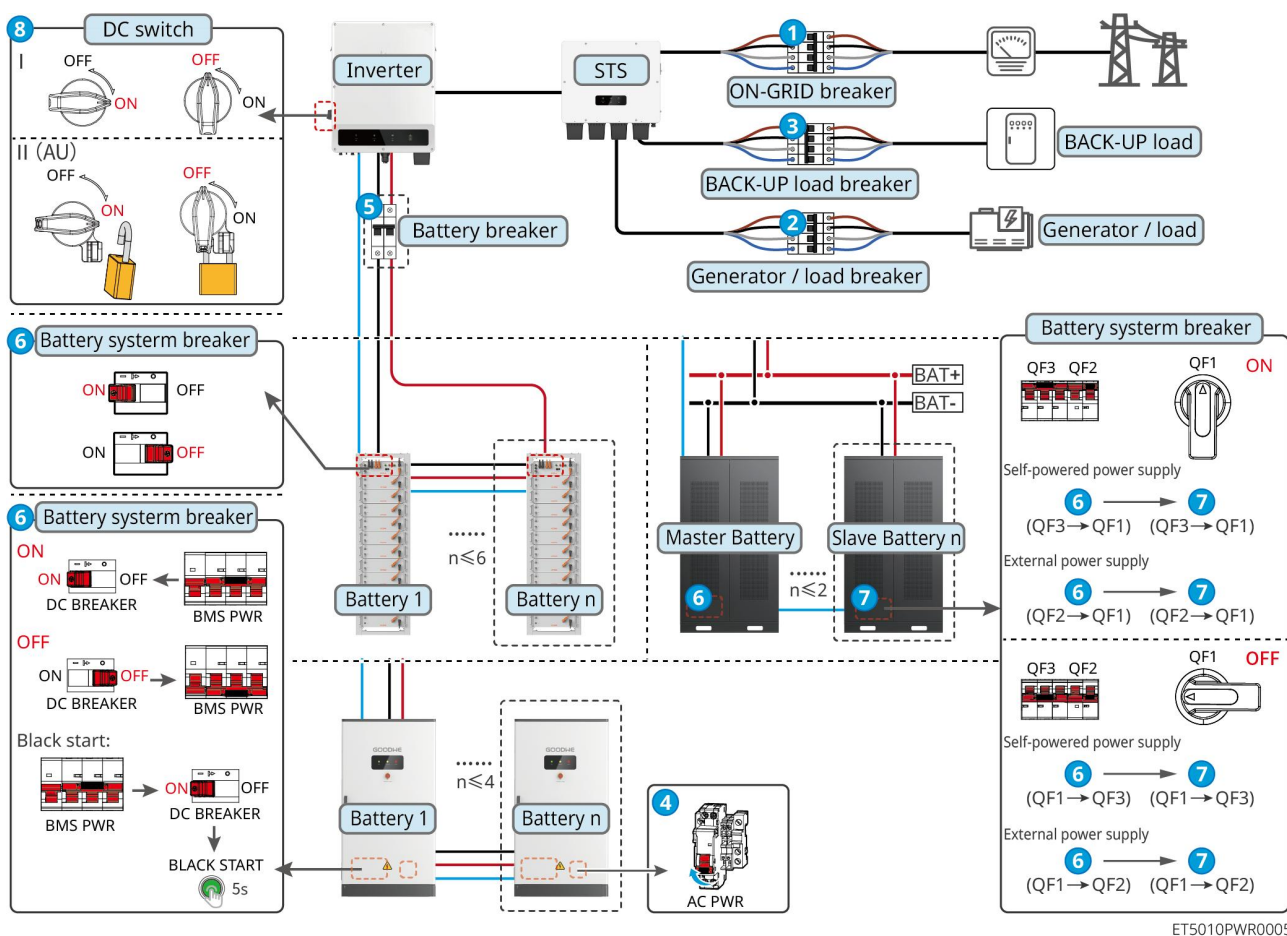 8 DC switch
I
OFF
ON
OFF
ON
II (AU)
OFF
ON
OFF
ON
Inverter
STS
1
ON-GRID breaker
3
BACK-UP load breaker
BACK-UP load
2
Generator / load breaker
Generator / load
5 Battery breaker
6 Battery systerm breaker
ON OFF
ON OFF
6 Battery systerm breaker
ON
ON OFF
DC BREAKER
BMS PWR
OFF
ON OFF
DC BREAKER
BMS PWR
Black start:
ON OFF
BMS PWR
DC BREAKER
BLACK START
5s
n≤6
Battery 1
Battery n
BAT+
BAT-
Master Battery
Slave Battery n
n≤2
6
7
GOODWE
GOODWE
n≤4
Battery 1
Battery n
4
AC PWR
Battery systerm breaker
QF3 QF2 QF1 ON
Self-powered power supply
6 → 7
(QF3→QF1) (QF3→QF1)
External power supply
6 → 7
(QF2→QF1) (QF2→QF1)
QF3 QF2 QF1 OFF
Self-powered power supply
6 → 7
(QF1→QF3) (QF1→QF3)
External power supply
6 → 7
(QF1→QF2) (QF1→QF2)
ET5010PWR0005